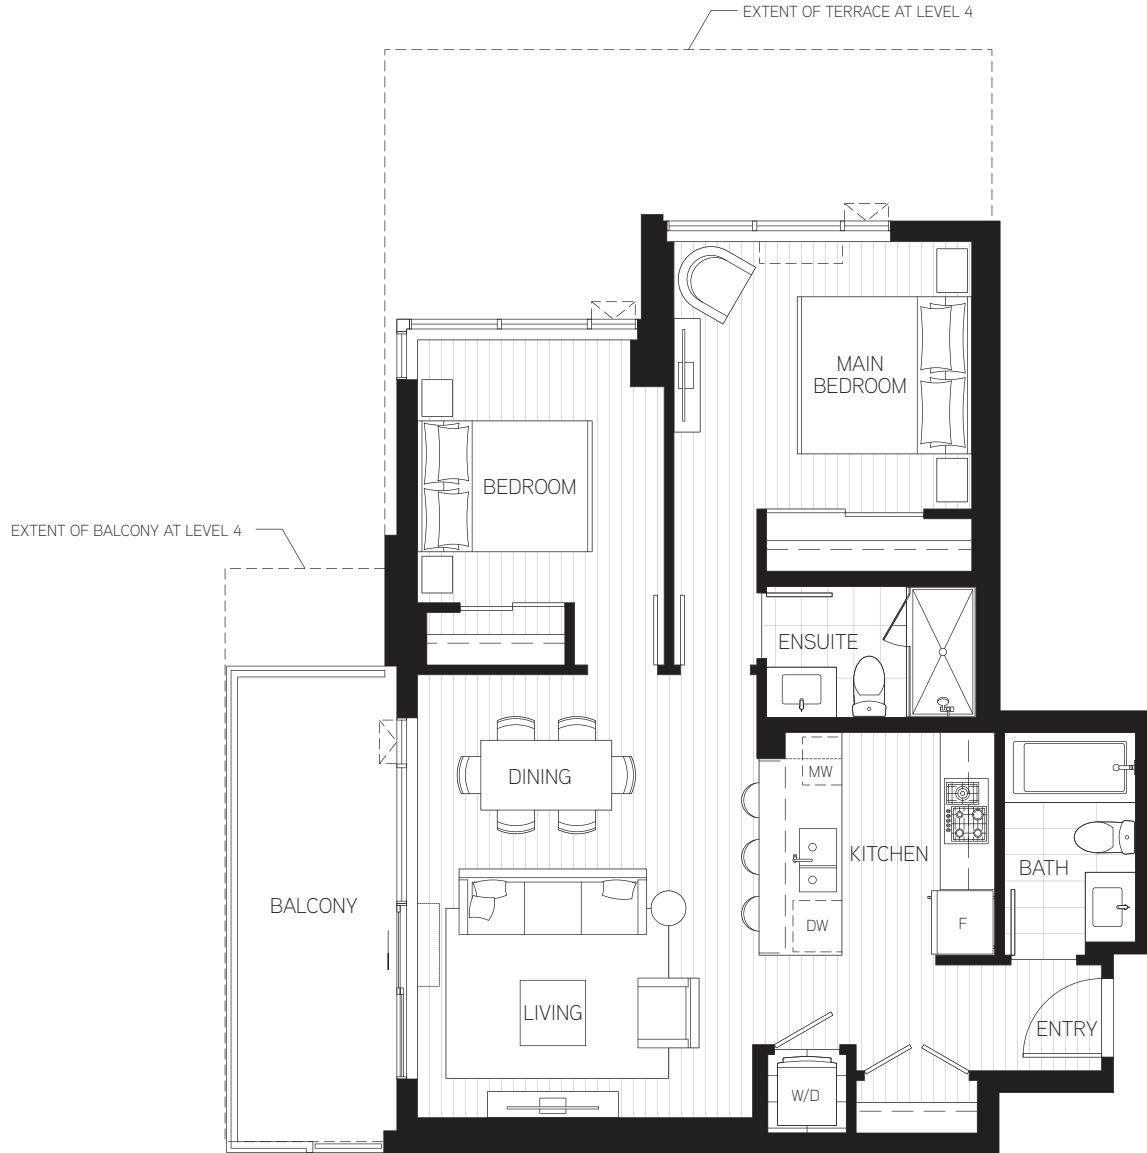 EXTENT OF TERRACE AT LEVEL 4
MAIN
BEDROOM
BEDROOM
EXTENT OF BALCONY AT LEVEL 4
ENSUITE
DINING
MW
KITCHEN
BATH
BALCONY
DW
F
LIVING
ENTRY
W/D